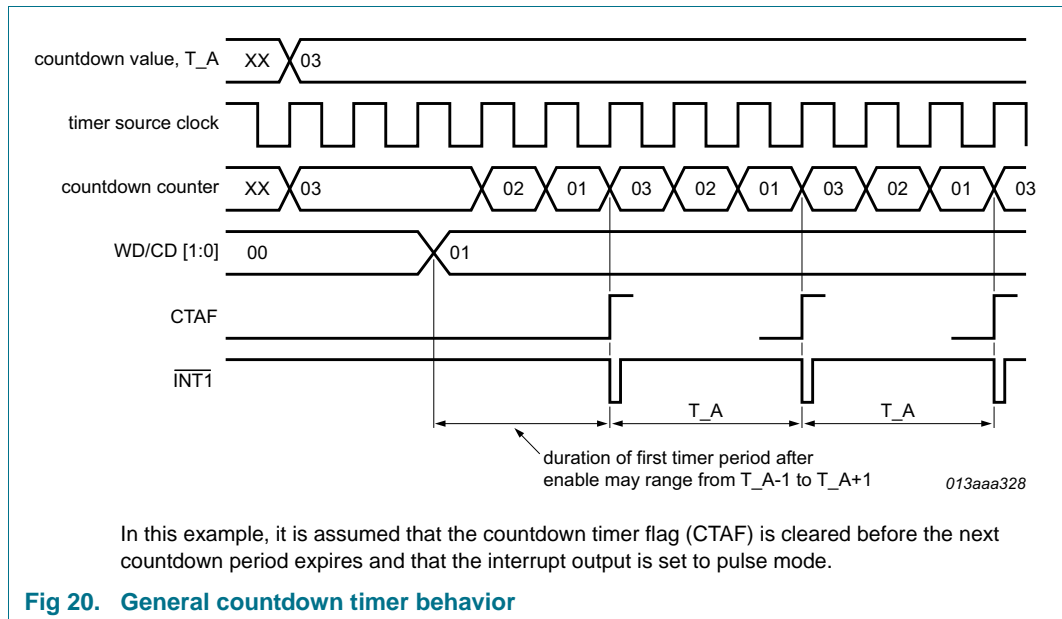 countdown value, T_A XX 03
timer source clock
countdown counter XX 03 02 01 03 02 01 03 02 01 03
WD/CD [1:0] 00 01
CTAF
INT1
T_A T_A
duration of first timer period after
enable may range from T_A-1 to T_A+1
013aaa328
In this example, it is assumed that the countdown timer flag (CTAF) is cleared before the next
countdown period expires and that the interrupt output is set to pulse mode.
Fig 20. General countdown timer behavior